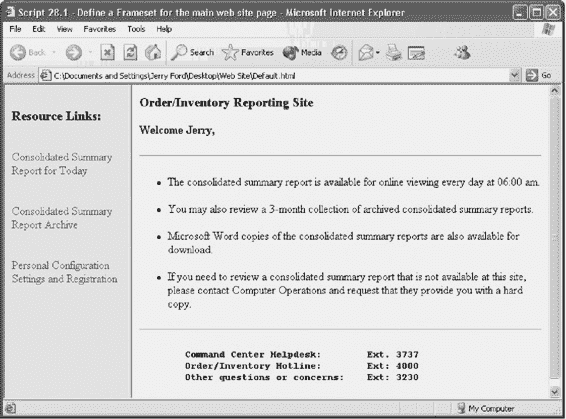 Script 28.1 - Define a Frameset for the main web site page - Microsoft Internet Explorer
File Edit View Favorites Tools Help
Back Search Favorites Media
Address C:\Documents and Settings\Jerry Ford\Desktop\Web Site\Default.html Go
Resource Links:
Consolidated Summary
Report for Today
Consolidated Summary
Report Archive
Personal Configuration
Settings and Registration
Order/Inventory Reporting Site
Welcome Jerry,
• The consolidated summary report is available for online viewing every day at 06:00 am.
• You may also review a 3-month collection of archived consolidated summary reports.
• Microsoft Word copies of the consolidated summary reports are also available for
download.
• If you need to review a consolidated summary report that is not available at this site,
please contact Computer Operations and request that they provide you with a hard
copy.
Command Center Helpdesk: Ext. 3737
Order/Inventory Hotline: Ext: 4000
Other questions or concerns: Ext: 3230
My Computer